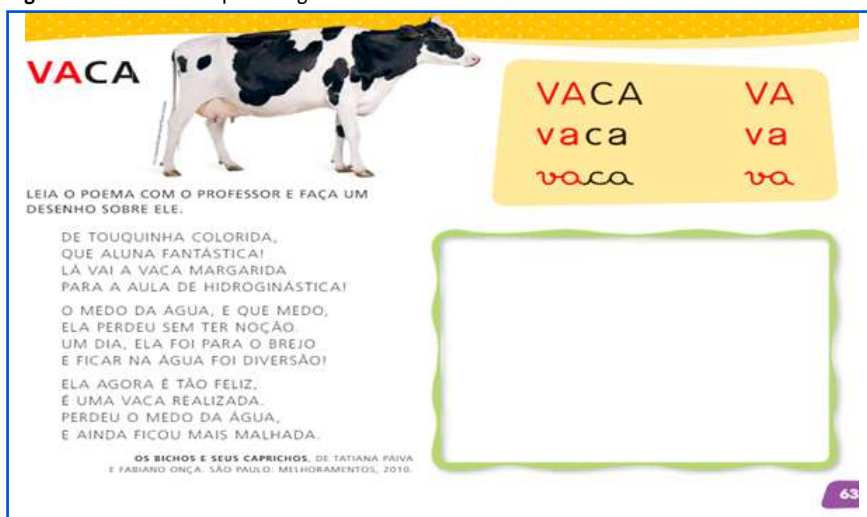 VACA
VACA VA
vaca va
vaca va
LEIA O POEMA COM O PROFESSOR E FAÇA UM
DESENHO SOBRE ELE.
DE TOUQUINHA COLORIDA,
QUE ALUNA FANTÁSTICA!
LÁ VAI A VACA MARGARIDA
PARA A AULA DE HIDROGINÁSTICA!
O MEDO DA ÁGUA, E QUE MEDO,
ELA PERDEU SEM TER NOÇÃO.
UM DIA, ELA FOI PARA O BREJO
E FICAR NA ÁGUA FOI DIVERSÃO!
ELA AGORA É TÃO FELIZ,
É UMA VACA REALIZADA.
PERDEU O MEDO DA ÁGUA,
E AINDA FICOU MAIS MALHADA.
OS BICHOS E SEUS CAPRICHOS, DE TATIANA PAIVA
E FABIANO ONÇA. SÃO PAULO: MELHORAMENTOS, 2010.
63